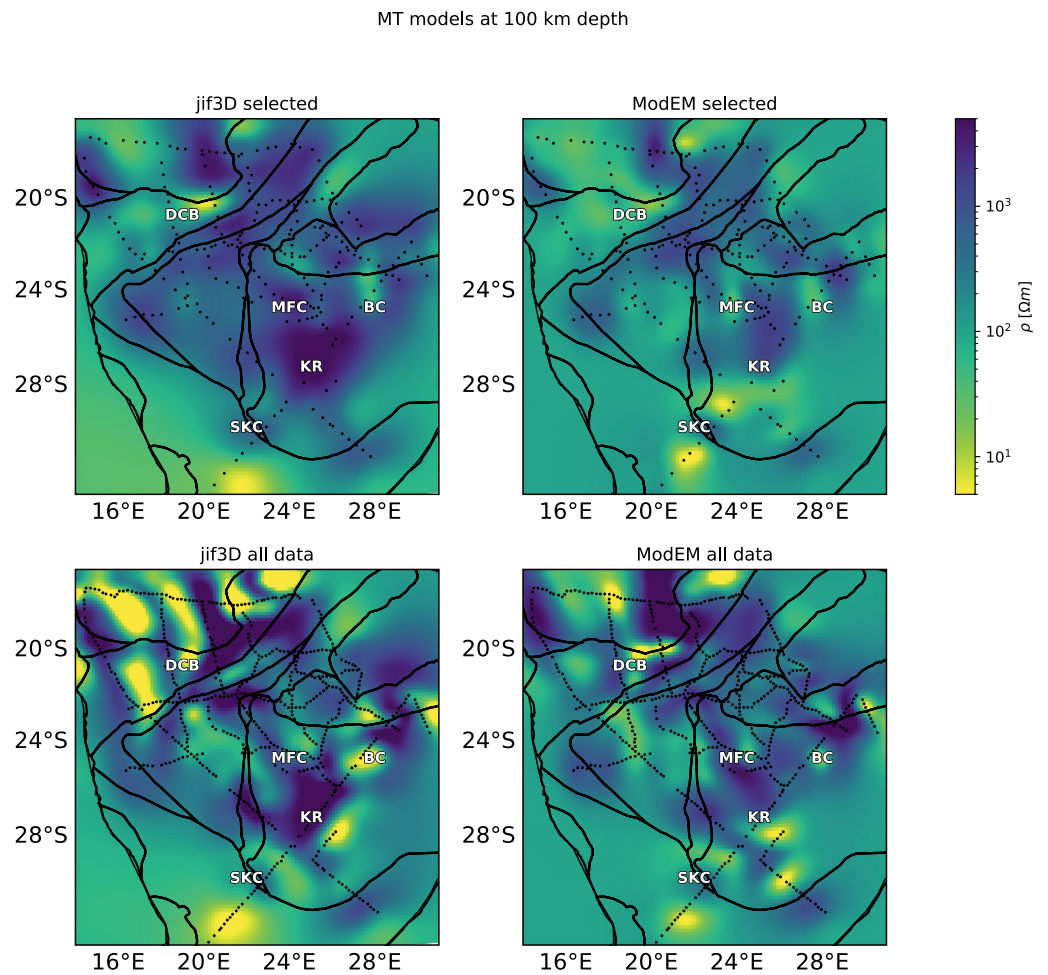 MT models at 100 km depth
jif3D selected
ModEM selected
20°S
24°S
28°S
DCB
MFC
BC
KR
SKC
16°E 20°E 24°E 28°E
20°S
24°S
28°S
DCB
MFC
BC
KR
SKC
16°E 20°E 24°E 28°E
10³
10²
10¹
ρ [Ωm]
jif3D all data
ModEM all data
20°S
24°S
28°S
DCB
MFC
BC
KR
SKC
16°E 20°E 24°E 28°E
20°S
24°S
28°S
DCB
MFC
BC
KR
SKC
16°E 20°E 24°E 28°E